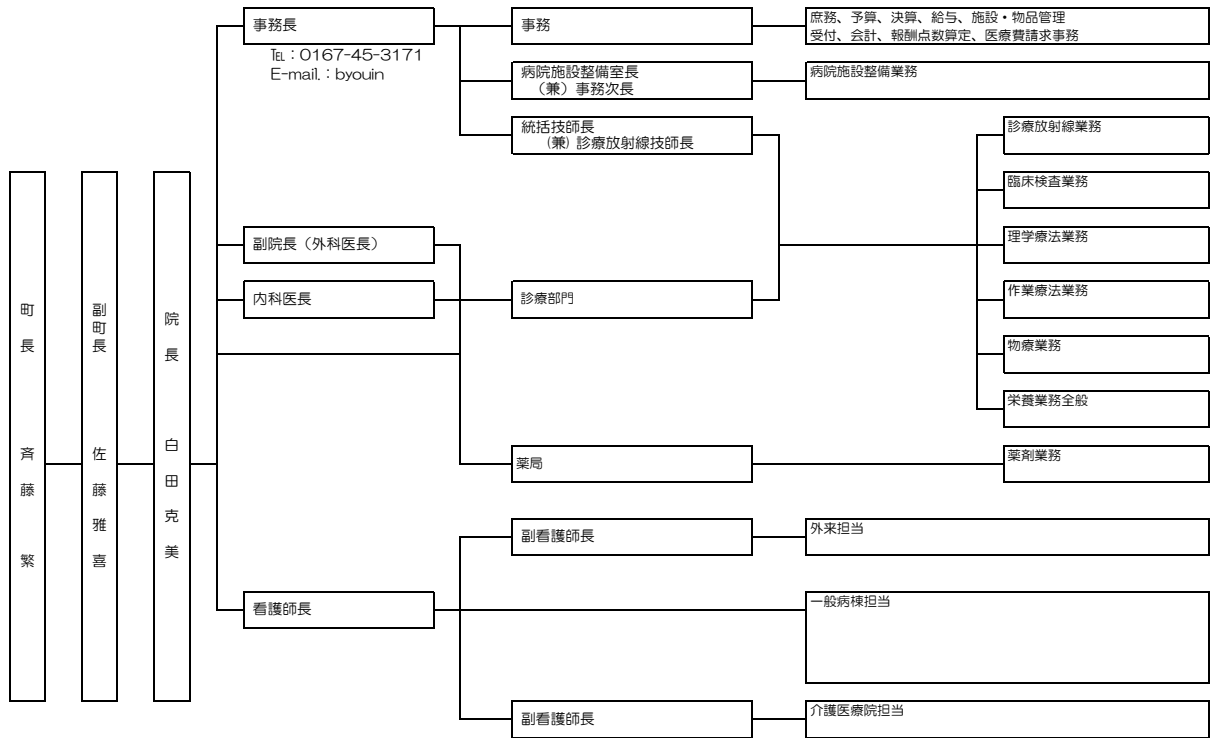 町長 斉藤 繁
副町長 佐藤雅喜
院長 白田克美
事務長
℡:0167-45-3171
E-mail.:byouin
副院長(外科医長)
内科医長
看護師長
事務
病院施設整備室長
(兼)事務次長
統括技師長
(兼)診療放射線技師長
診療部門
薬局
副看護師長
副看護師長
庶務、予算、決算、給与、施設・物品管理
受付、会計、報酬点数算定、医療費請求事務
病院施設整備業務
診療放射線業務
臨床検査業務
理学療法業務
作業療法業務
物療業務
栄養業務全般
薬剤業務
外来担当
一般病棟担当
介護医療院担当